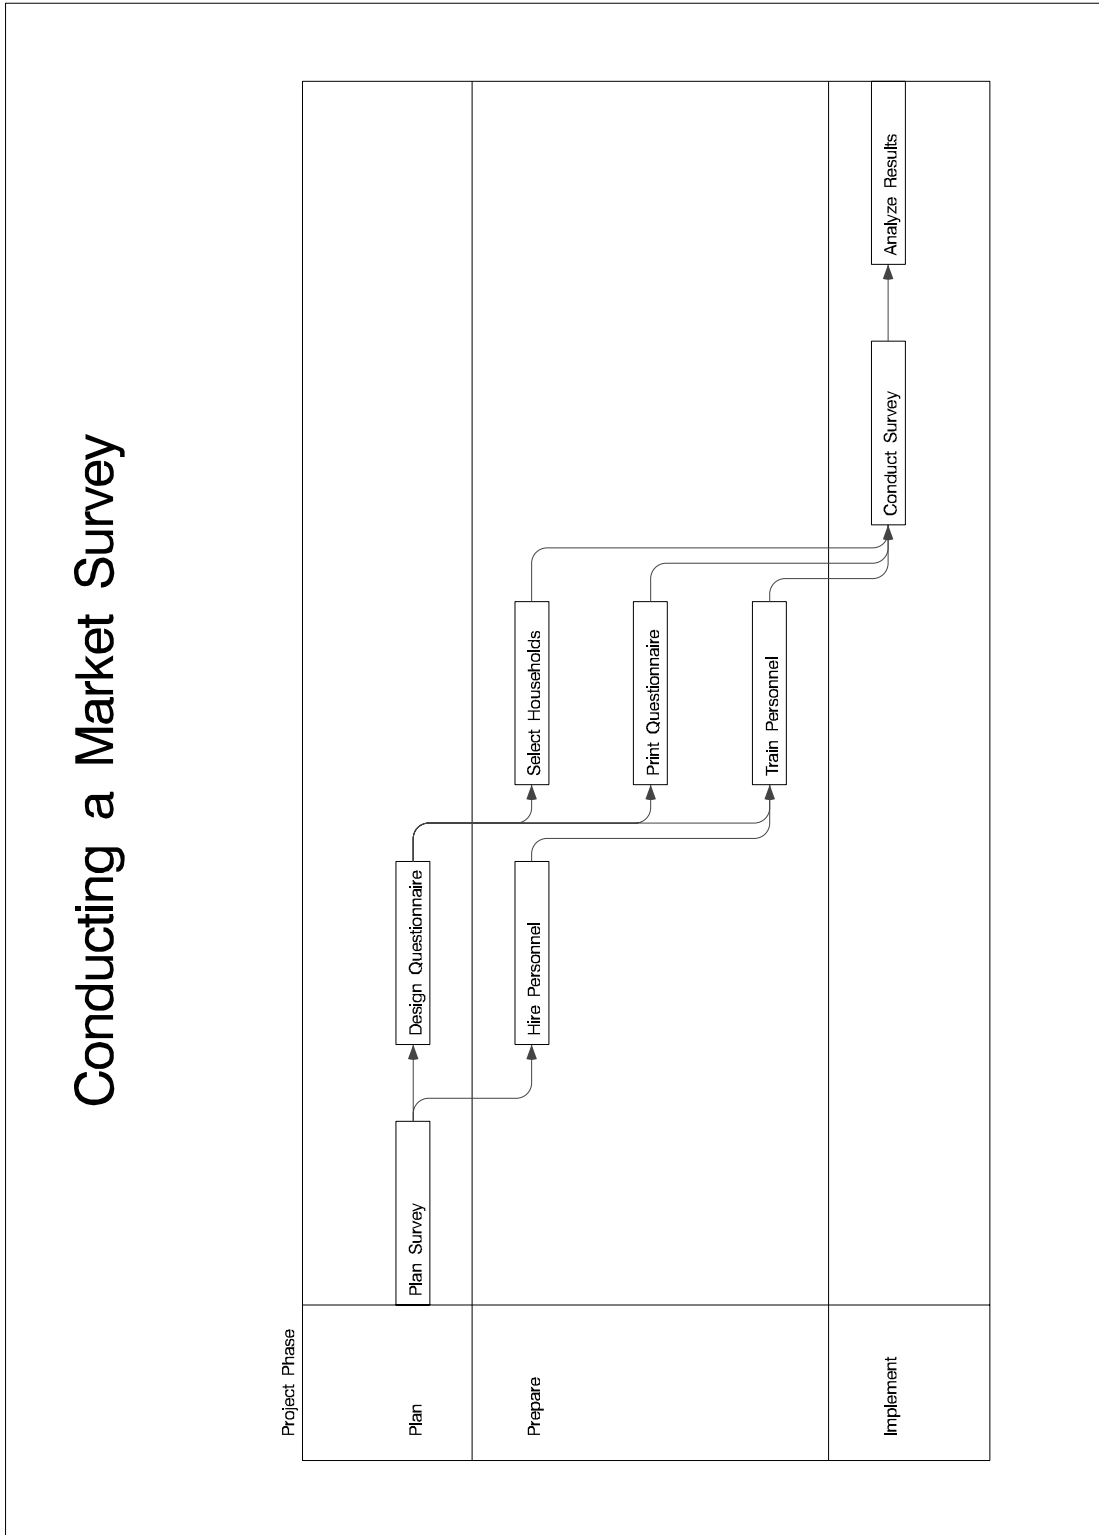 Conducting a Market Survey
Project Phase
Plan
Plan Survey
Design Questionnaire
Prepare
Hire Personnel
Select Households
Print Questionnaire
Train Personnel
Implement
Conduct Survey
Analyze Results